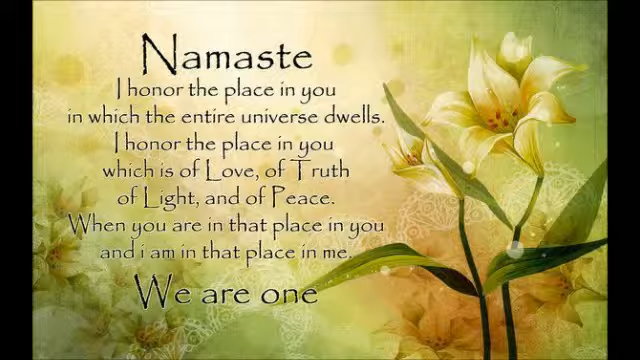 Namaste
I honor the place in you
in which the entire universe dwells.
I honor the place in you
which is of Love, of Truth
of Light, and of Peace.
When you are in that place in you
and i am in that place in me.
We are one